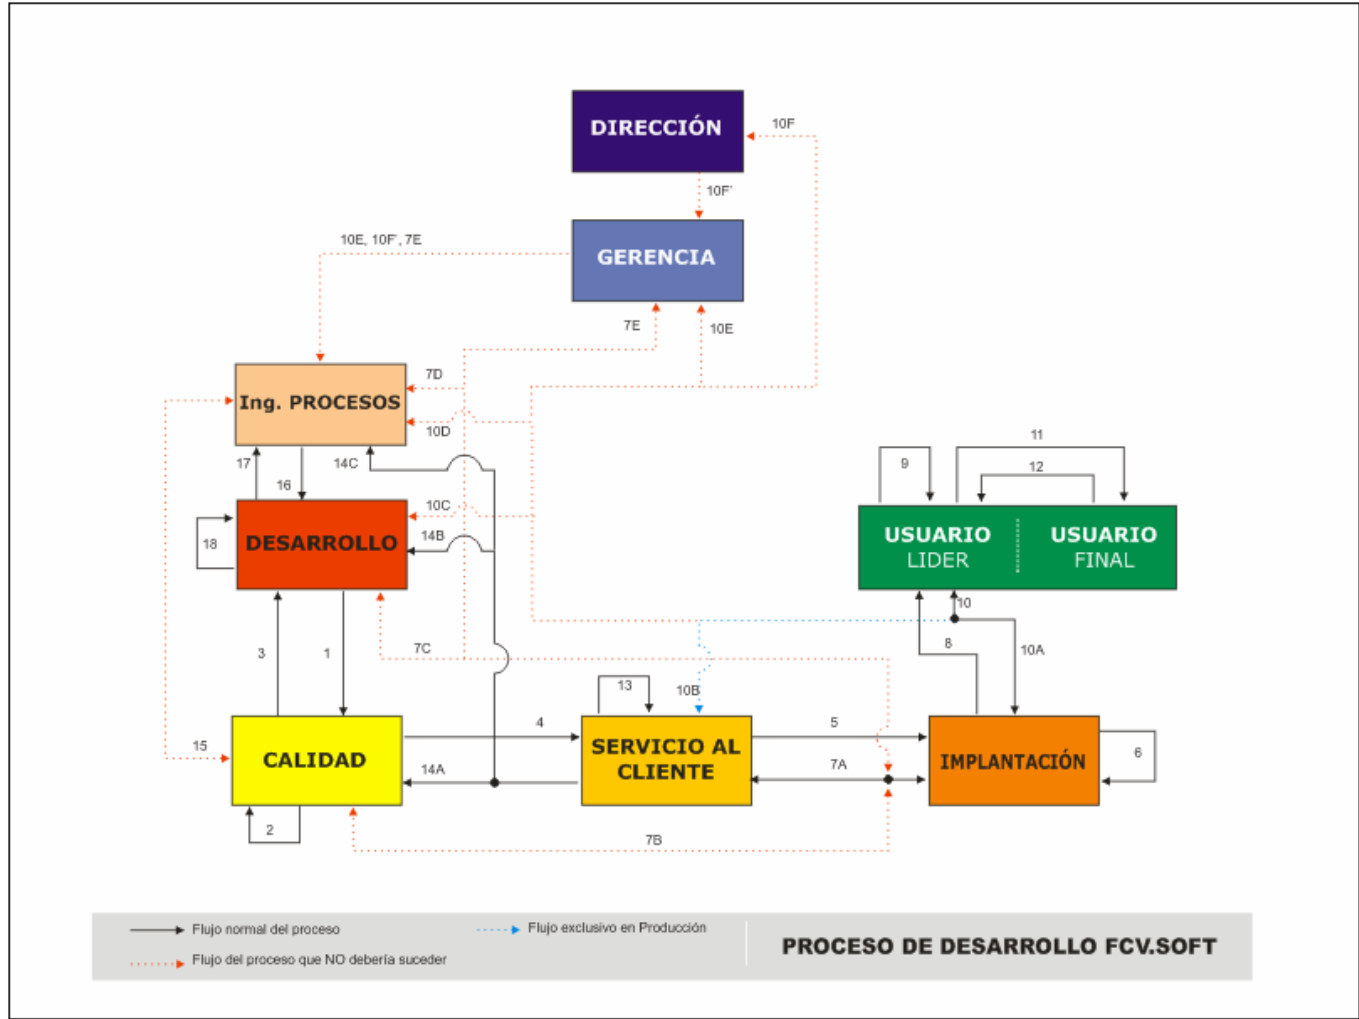 DIRECCIÓN
10F
10F´
10E, 10F´, 7E
GERENCIA
7E
10E
7D
Ing. PROCESOS
10D
17
14C
16
10C
14B
18
DESARROLLO
11
9
12
USUARIO
LIDER
USUARIO
FINAL
10
3
1
7C
8
10A
13
10B
15
4
5
CALIDAD
SERVICIO AL
CLIENTE
IMPLANTACIÓN
6
14A
7A
2
7B
Flujo normal del proceso
Flujo exclusivo en Producción
Flujo del proceso que NO debería suceder
PROCESO DE DESARROLLO FCV.SOFT